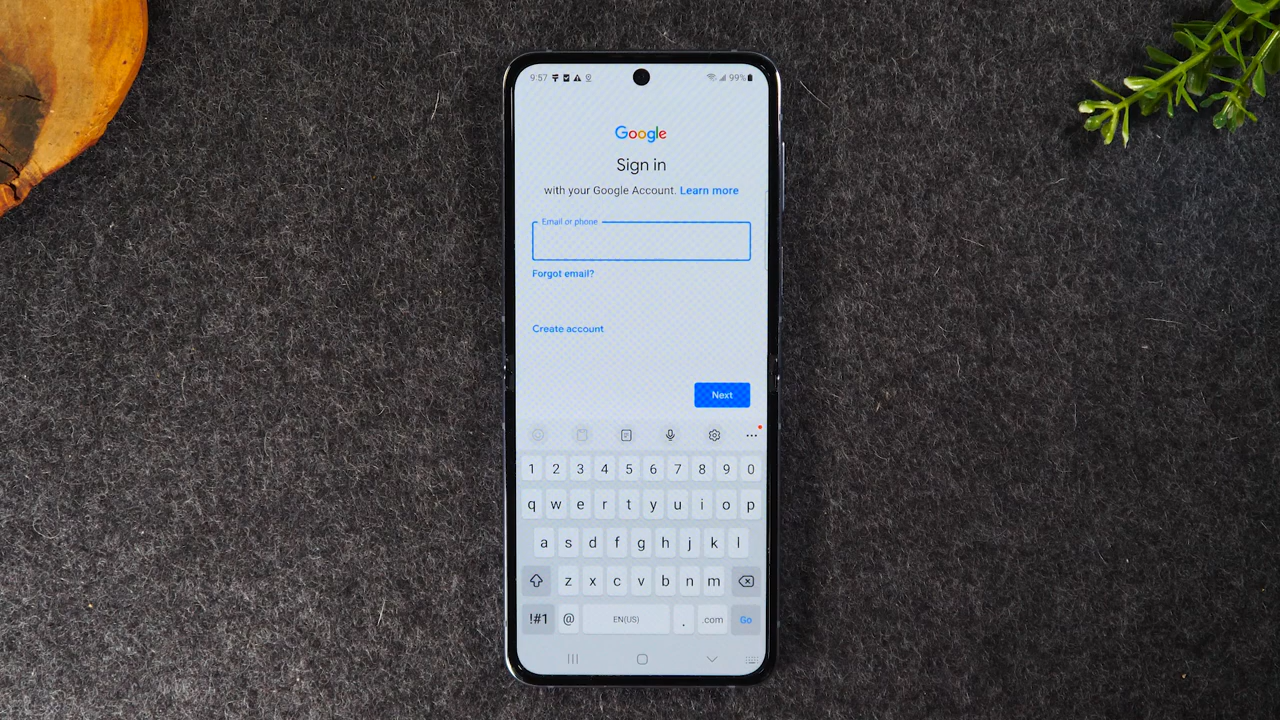 9:57 99%
Google
Sign in
with your Google Account. Learn more
Email or phone
Forgot email?
Create account
Next
1 2 3 4 5 6 7 8 9 0
q w e r t y u i o p
a s d f g h j k l
z x c v b n m
!#1 @ EN(US) . .com Go